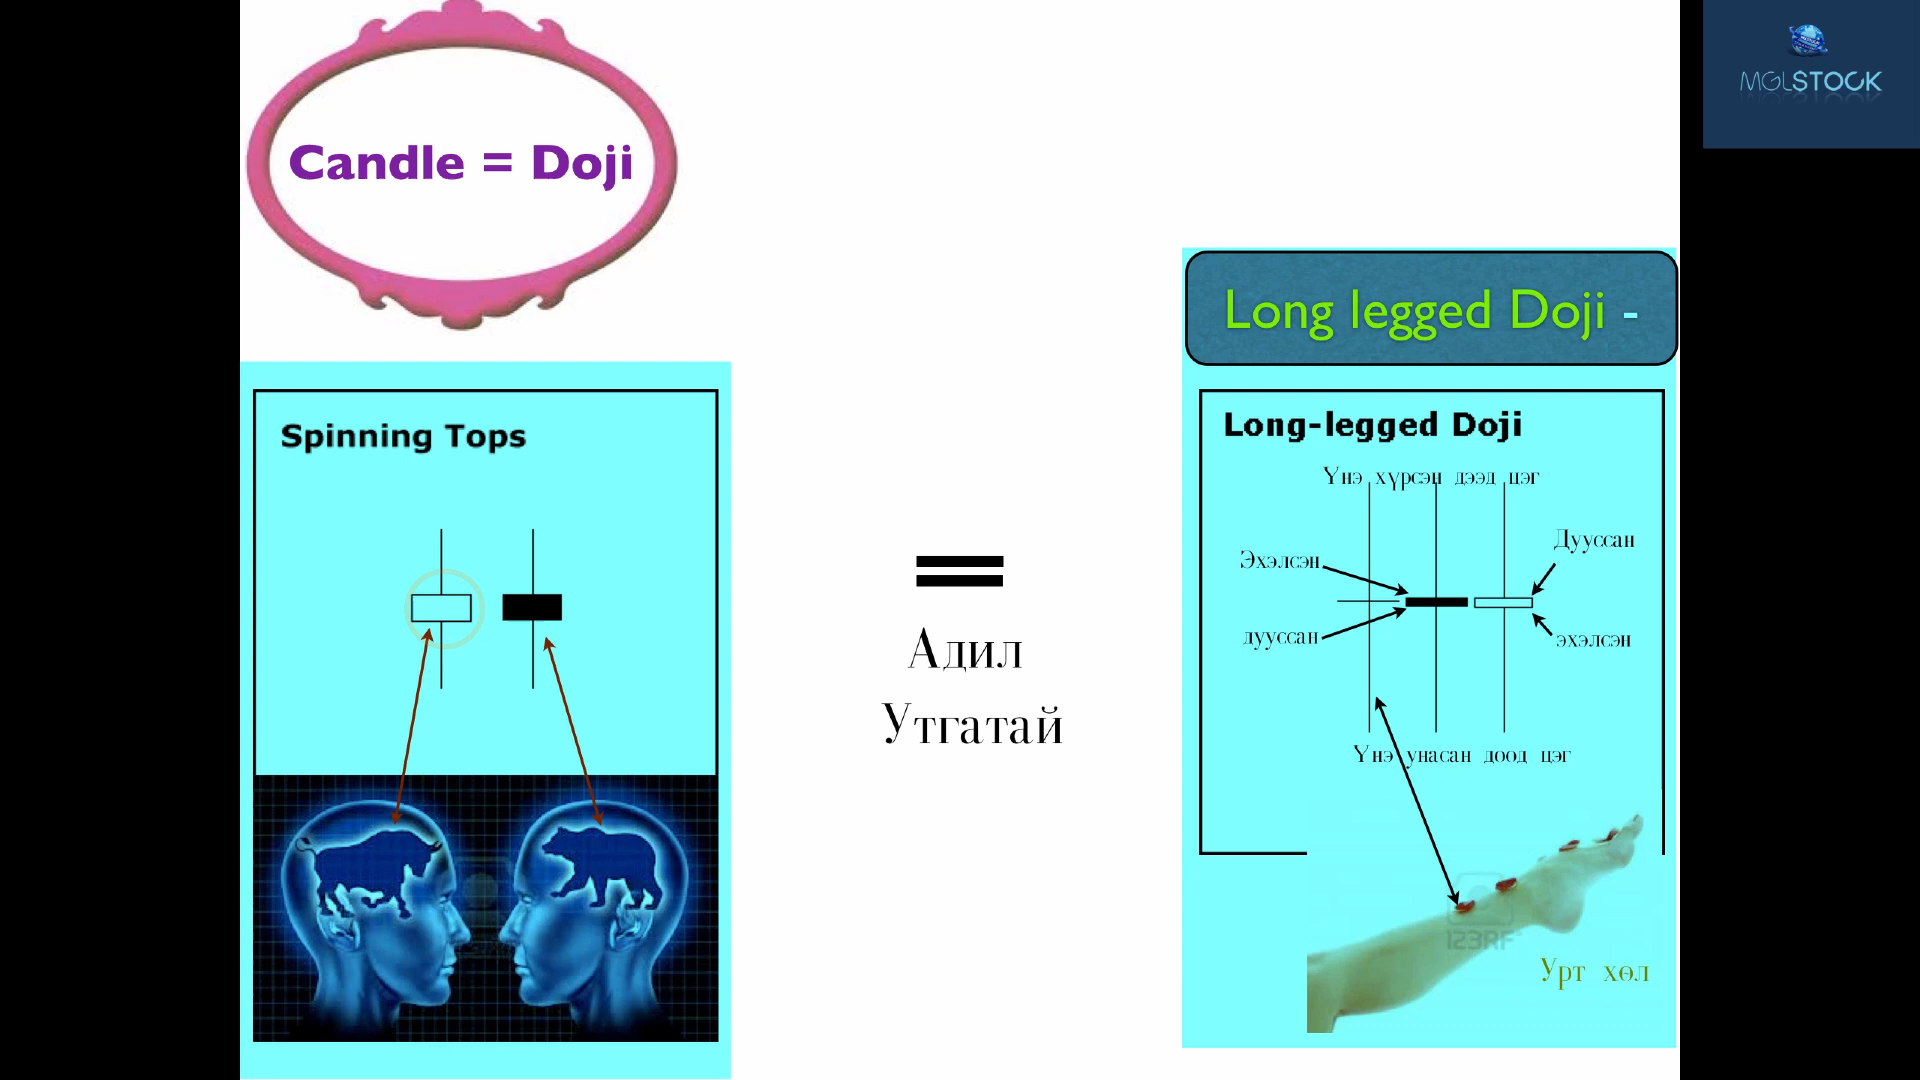 MGLSTOCK
Candle = Doji
Spinning Tops
=
Адил
Утгатай
Long legged Doji -
Long-legged Doji
Үнэ хүрсэн дээд цэг
Дууссан
Эхэлсэн
дууссан
эхэлсэн
Үнэ унасан доод цэг
123RF
Урт хөл